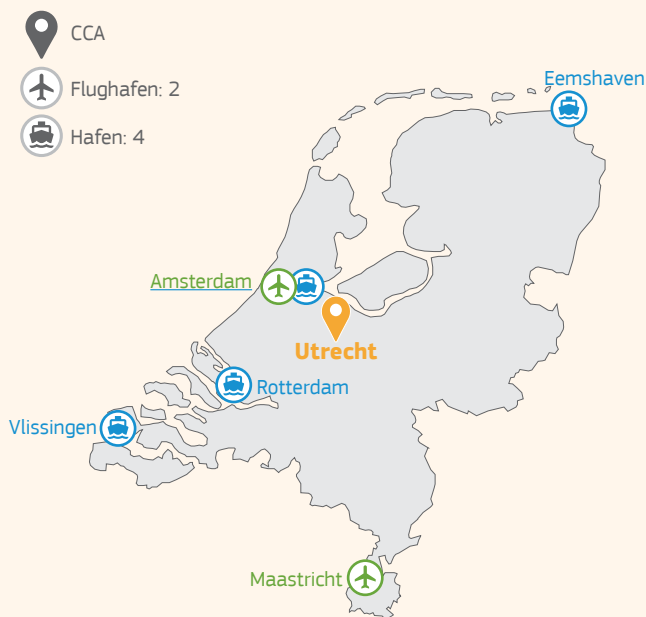 CCA
Flughafen: 2
Hafen: 4
Eemshaven
Amsterdam
Utrecht
Rotterdam
Vlissingen
Maastricht